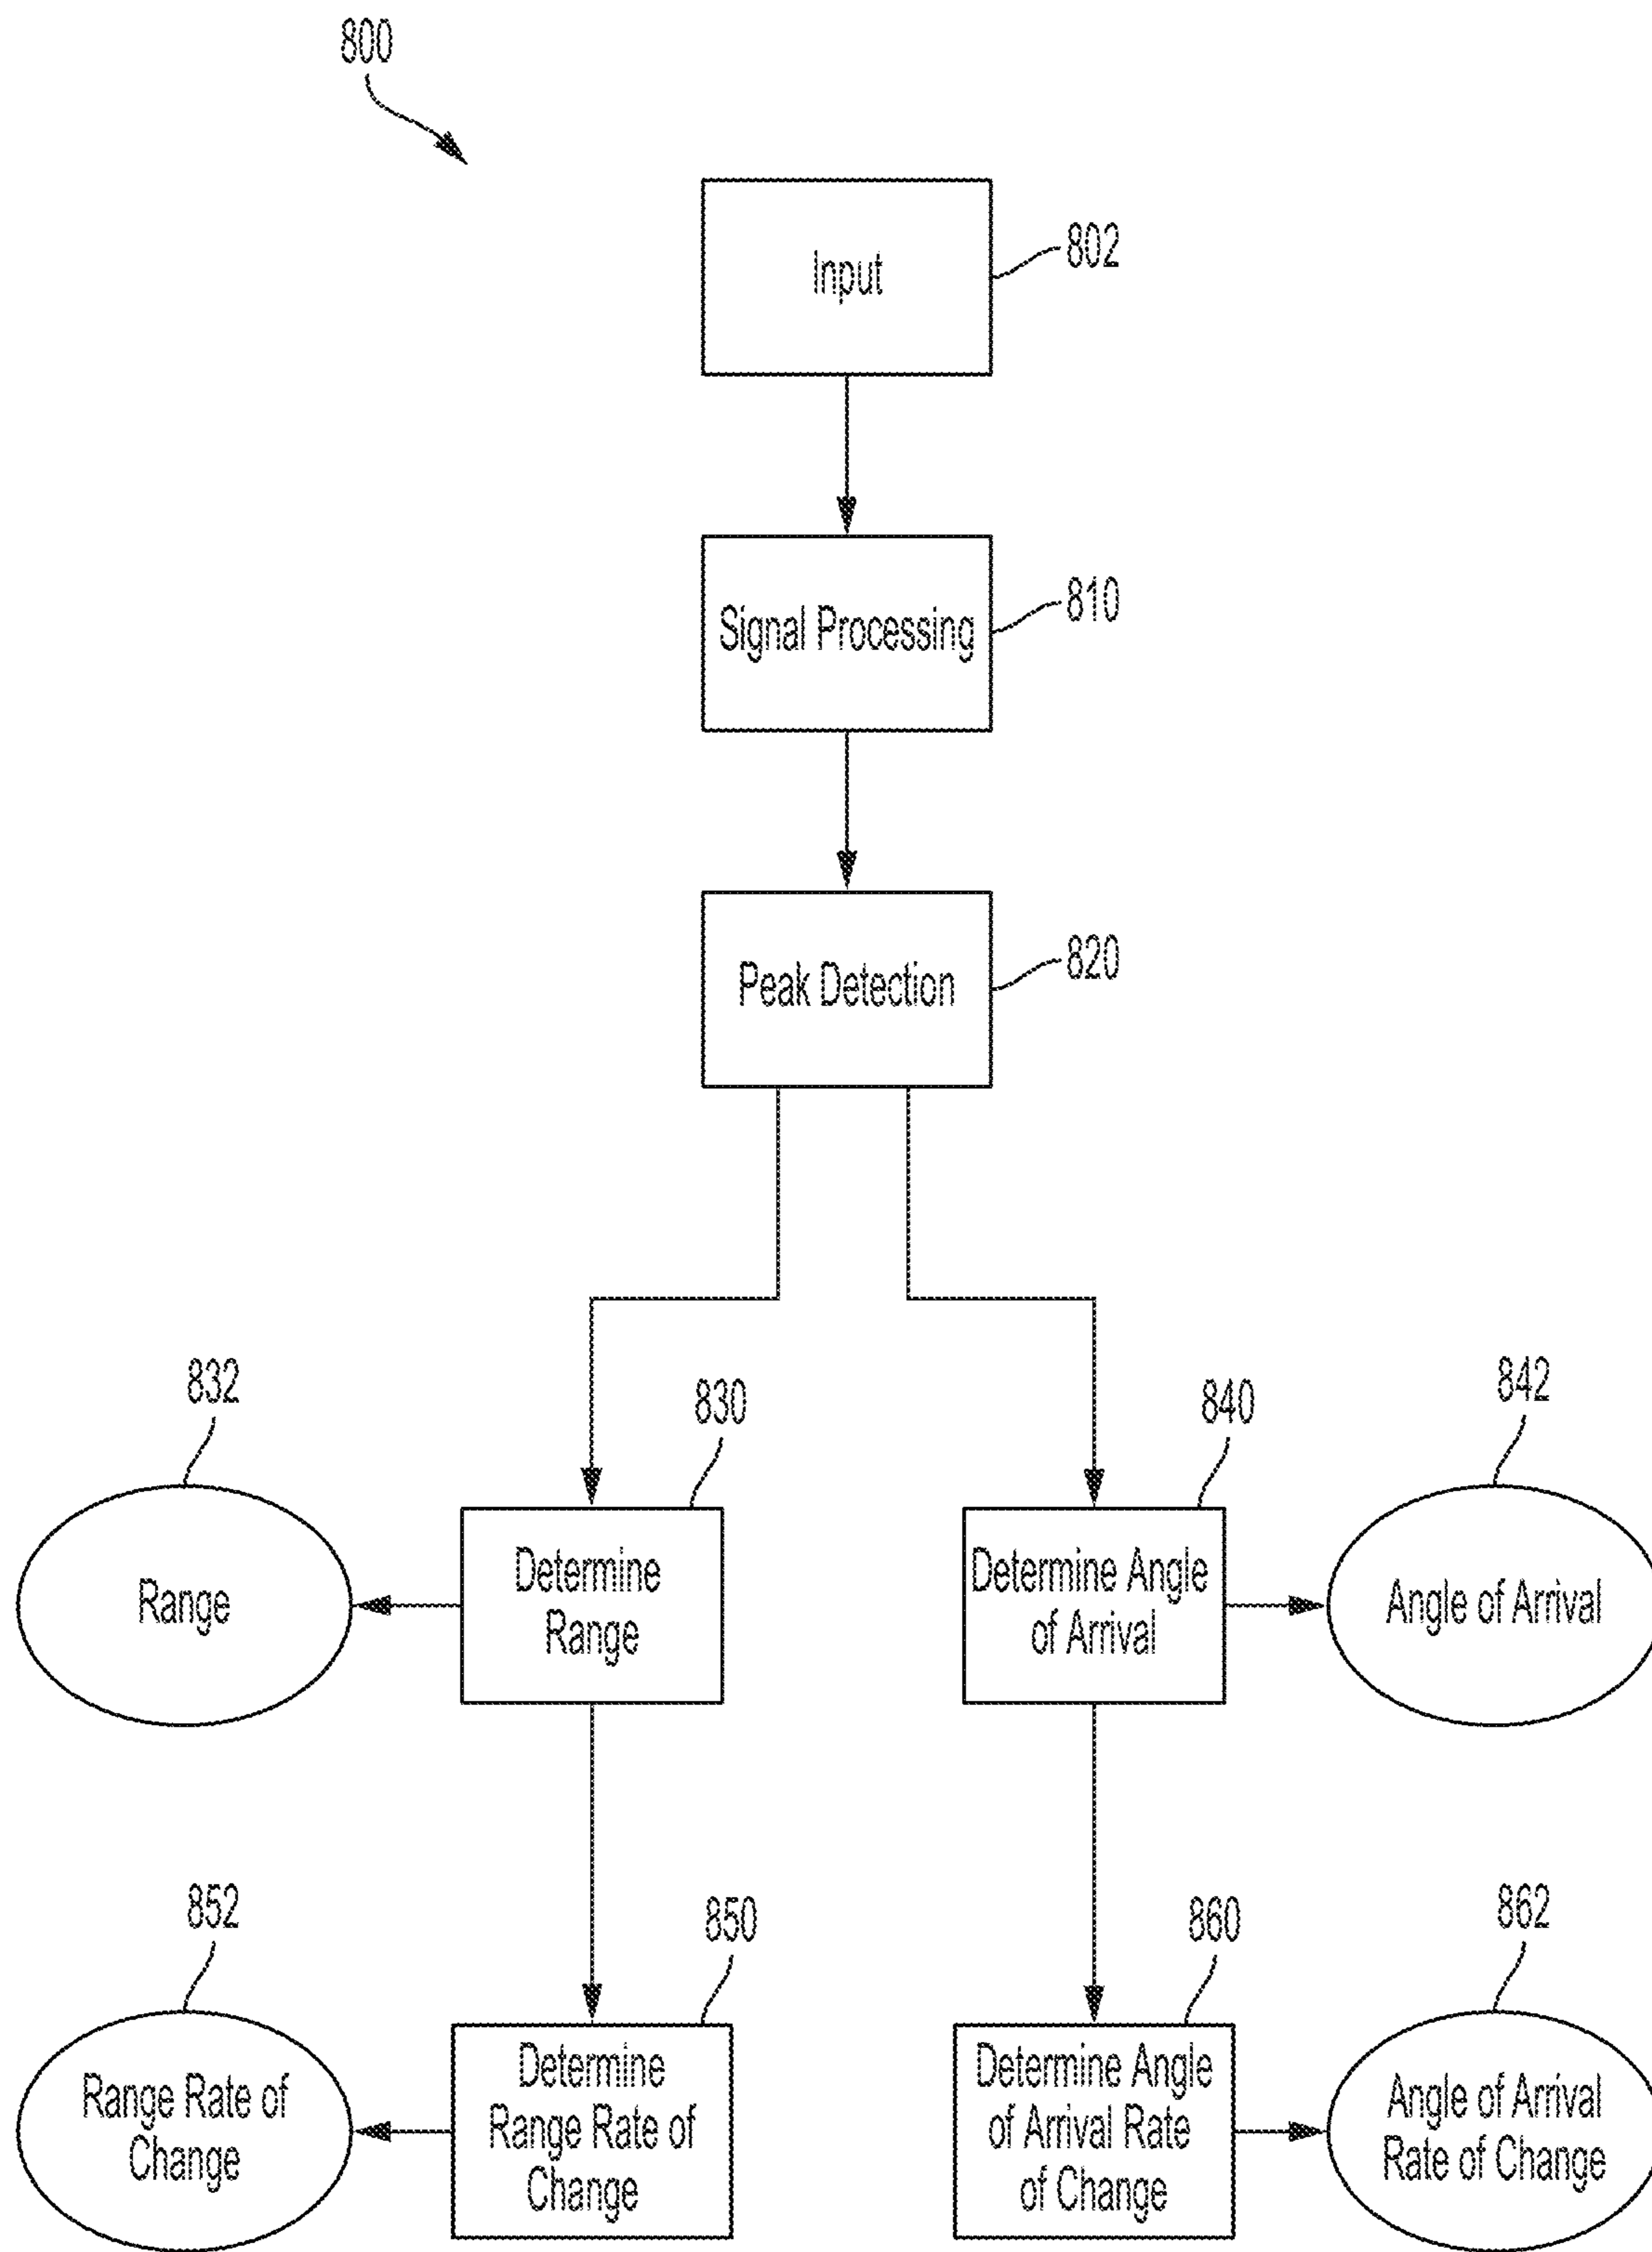 800
Input
802
Signal Processing
810
Peak Detection
820
832
830
840
842
Range
Determine
Range
Determine Angle
of Arrival
Angle of Arrival
852
850
860
862
Range Rate of
Change
Determine
Range Rate of
Change
Determine Angle
of Arrival Rate
of Change
Angle of Arrival
Rate of Change